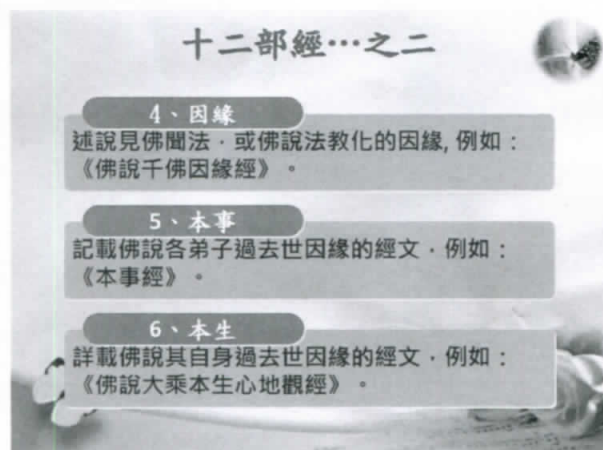 十二部經…之二
4、因緣
述說見佛聞法．或佛說法教化的因緣, 例如：
《佛說千佛因緣經》。
5、本事
記載佛說各弟子過去世因緣的經文．例如：
《本事經》。
6、本生
詳載佛說其自身過去世因緣的經文．例如：
《佛說大乘本生心地觀經》。